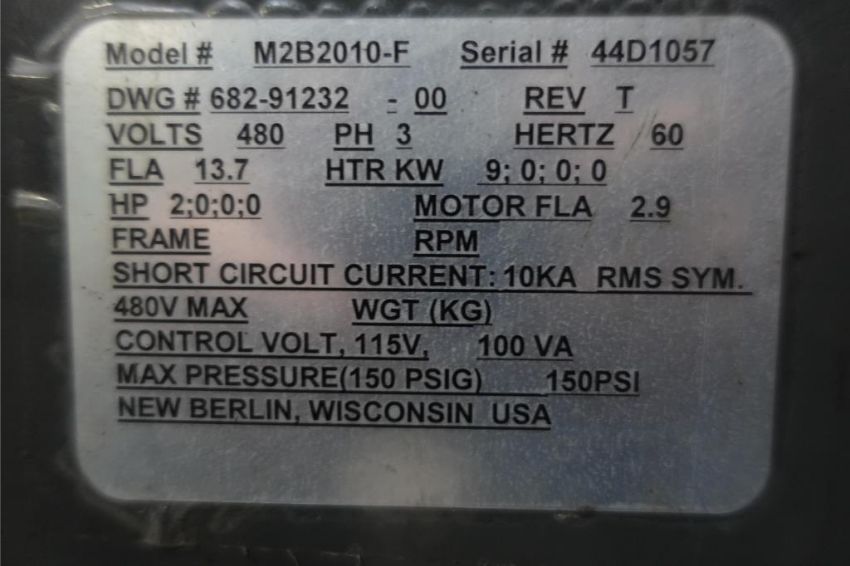 Model # M2B2010-F Serial # 44D1057
DWG # 682-91232 - 00 REV T
VOLTS 480 PH 3 HERTZ 60
FLA 13.7 HTR KW 9; 0; 0; 0
HP 2;0;0;0 MOTOR FLA 2.9
FRAME RPM
SHORT CIRCUIT CURRENT: 10KA RMS SYM.
480V MAX WGT (KG)
CONTROL VOLT, 115V, 100 VA
MAX PRESSURE(150 PSIG) 150PSI
NEW BERLIN, WISCONSIN USA